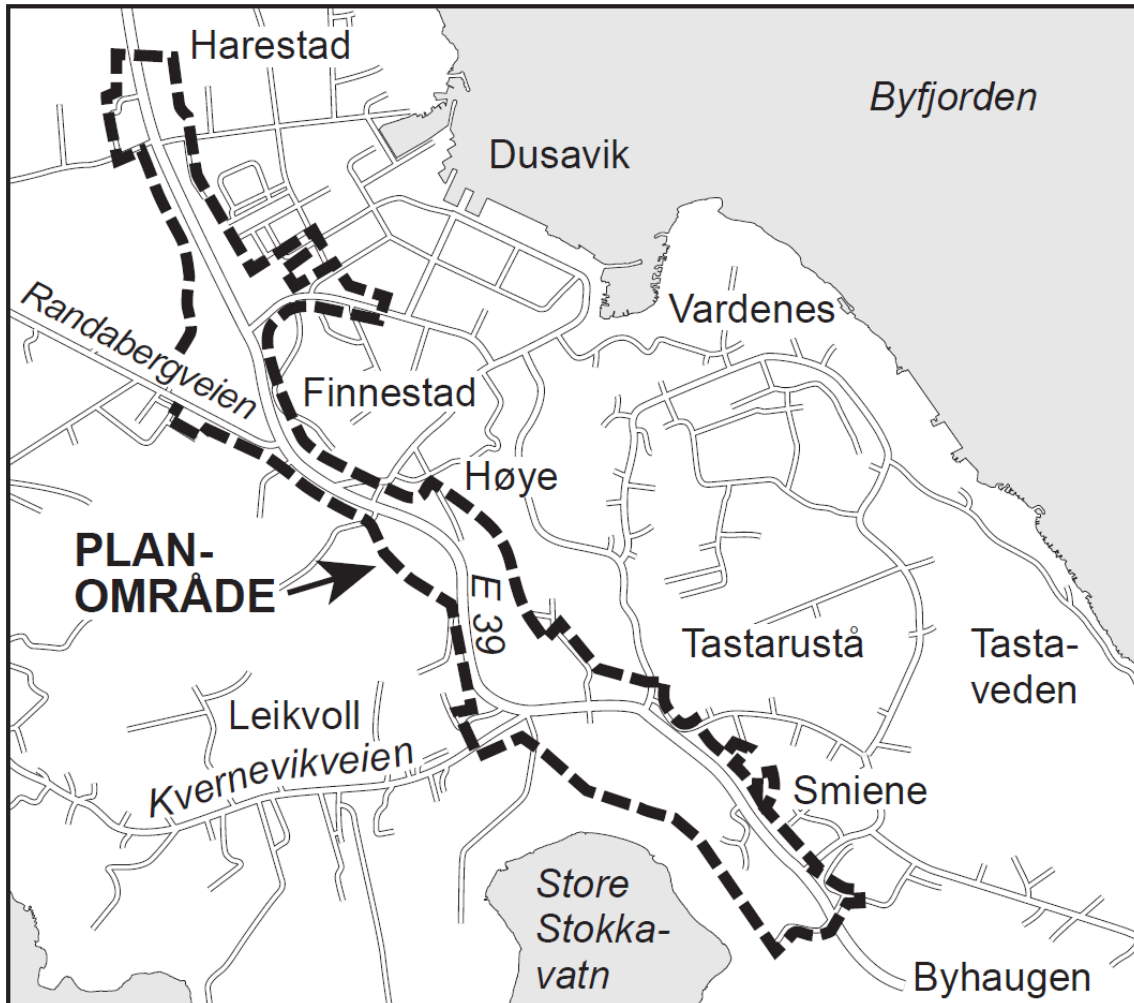 Harestad
Byfjorden
Dusavik
Vardenes
Randabergveien
Finnestad
Høye
PLAN-
OMRÅDE
E 39
Tastarustå
Tasta-
veden
Leikvoll
Kvernevikveien
Smiene
Store
Stokka-
vatn
Byhaugen